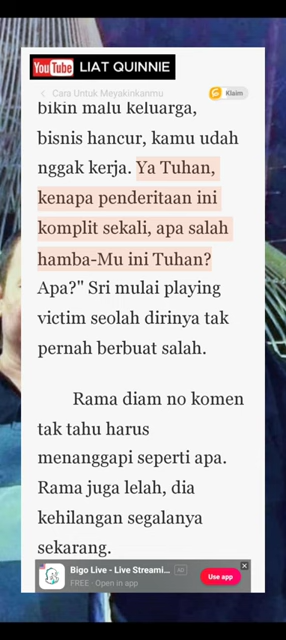 YouTube LIAT QUINNIE
Cara Untuk Meyakinkanmu
Klaim
bikin malu keluarga,
bisnis hancur, kamu udah
nggak kerja. Ya Tuhan,
kenapa penderitaan ini
komplit sekali, apa salah
hamba-Mu ini Tuhan?
Apa?" Sri mulai playing
victim seolah dirinya tak
pernah berbuat salah.
Rama diam no komen
tak tahu harus
menanggapi seperti apa.
Rama juga lelah, dia
kehilangan segalanya
sekarang.
Bigo Live - Live Streami... AD
FREE · Open in app
Use app